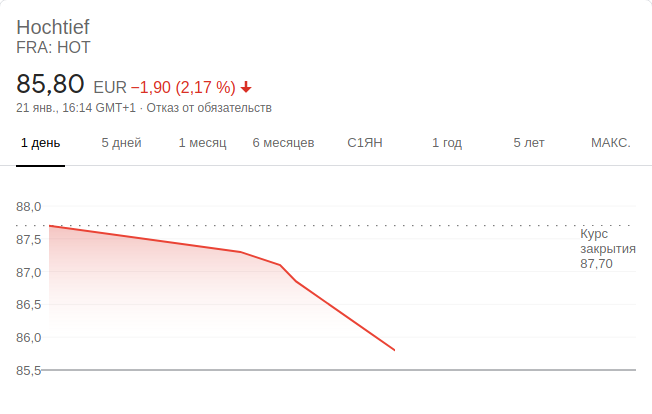 Hochtief
FRA: HOT
85,80 EUR −1,90 (2,17 %)
21 янв., 16:14 GMT+1 · Отказ от обязательств
1 день 5 дней 1 месяц 6 месяцев С1ЯН 1 год 5 лет МАКС.
88,0
Курс
87,5
закрытия
87,70
87,0
86,5
86,0
85,5